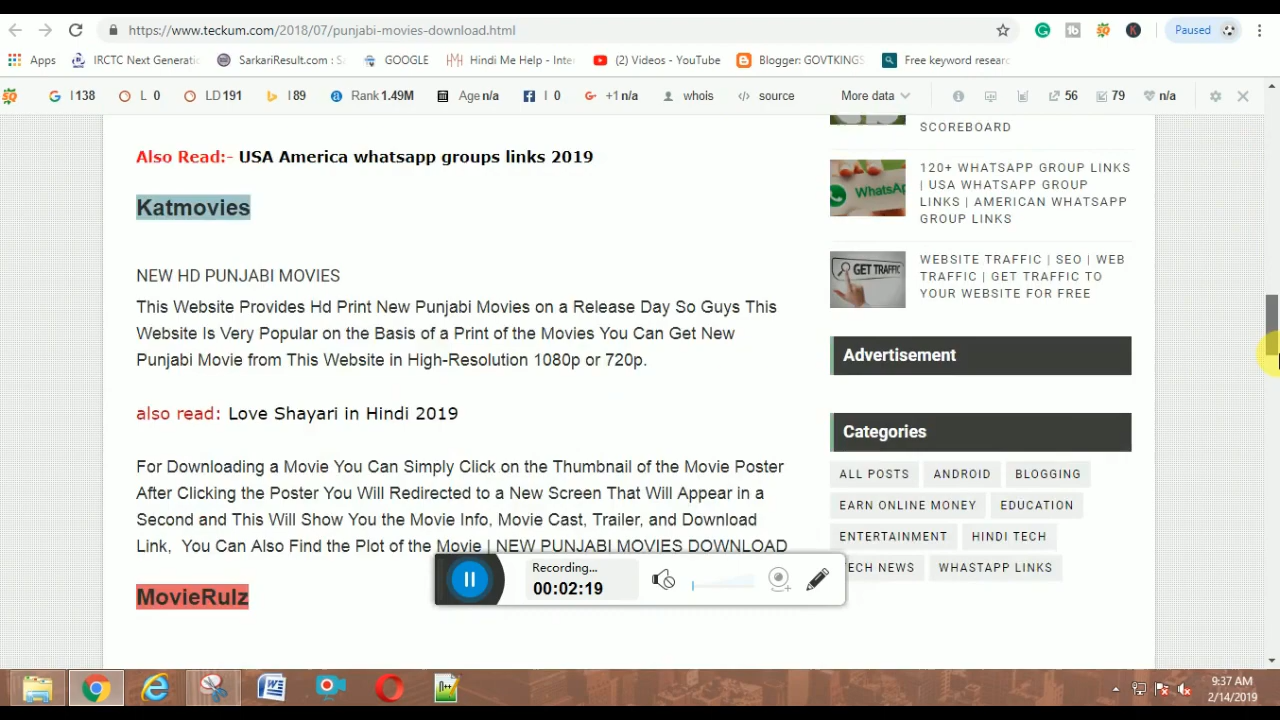 https://www.teckum.com/2018/07/punjabi-movies-download.html
Paused
Apps
IRCTC Next Generati
SarkariResult.com : Sa
GOOGLE
Hindi Me Help - Inte
(2) Videos - YouTube
Blogger: GOVTKINGS
Free keyword resear
I 138
L 0
LD 191
I 89
Rank 1.49M
Age n/a
I 0
+1 n/a
whois
source
More data
56
79
n/a
Also Read:- USA America whatsapp groups links 2019
Katmovies
NEW HD PUNJABI MOVIES
This Website Provides Hd Print New Punjabi Movies on a Release Day So Guys This
Website Is Very Popular on the Basis of a Print of the Movies You Can Get New
Punjabi Movie from This Website in High-Resolution 1080p or 720p.
also read: Love Shayari in Hindi 2019
For Downloading a Movie You Can Simply Click on the Thumbnail of the Movie Poster
After Clicking the Poster You Will Redirected to a New Screen That Will Appear in a
Second and This Will Show You the Movie Info, Movie Cast, Trailer, and Download
Link, You Can Also Find the Plot of the Movie | NEW PUNJABI MOVIES DOWNLOAD
MovieRulz
SCOREBOARD
120+ WHATSAPP GROUP LINKS
| USA WHATSAPP GROUP
LINKS | AMERICAN WHATSAPP
GROUP LINKS
WhatsAp
WEBSITE TRAFFIC | SEO | WEB
TRAFFIC | GET TRAFFIC TO
YOUR WEBSITE FOR FREE
GET TRAFFIC
Advertisement
Categories
ALL POSTS
ANDROID
BLOGGING
EARN ONLINE MONEY
EDUCATION
ENTERTAINMENT
HINDI TECH
TECH NEWS
WHASTAPP LINKS
Recording...
00:02:19
9:37 AM
2/14/2019